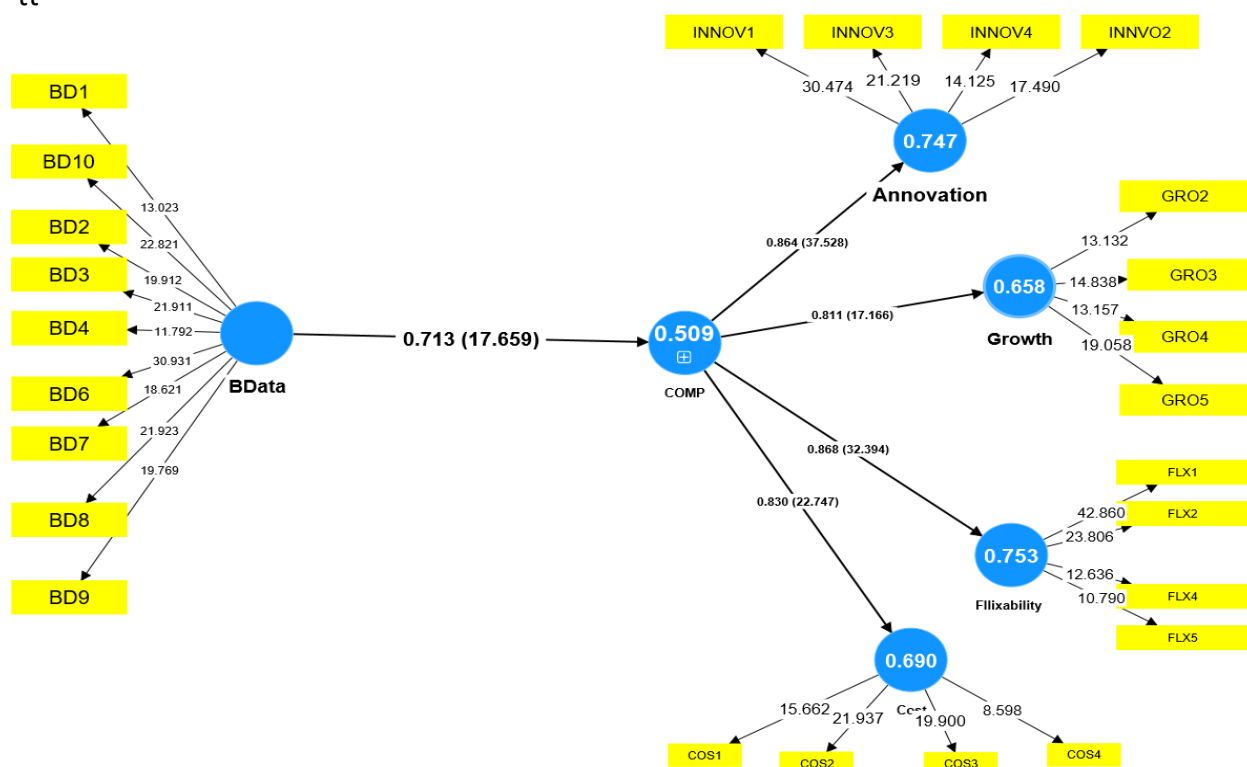 INNOV1
INNOV3
INNOV4
INNVO2
30.474
21.219
14.125
17.490
0.747
Annovation
BD1
BD10
BD2
BD3
BD4
BD6
BD7
BD8
BD9
13.023
22.821
19.912
21.911
11.792
30.931
18.621
21.923
19.769
BData
0.713 (17.659)
0.509
COMP
0.864 (37.528)
0.811 (17.166)
0.868 (32.394)
0.830 (22.747)
0.658
Growth
13.132
14.838
13.157
19.058
GRO2
GRO3
GRO4
GRO5
0.753
Fllixability
42.860
23.806
12.636
10.790
FLX1
FLX2
FLX4
FLX5
0.690
15.662
21.937
19.900
8.598
COS1
COS2
COS3
COS4